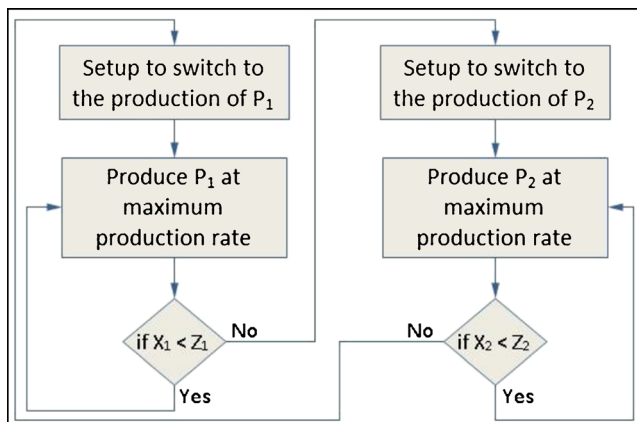 Setup to switch to
the production of P₁
Produce P₁ at
maximum
production rate
if X₁ < Z₁
No
Yes
Setup to switch to
the production of P₂
Produce P₂ at
maximum
production rate
if X₂ < Z₂
No
Yes